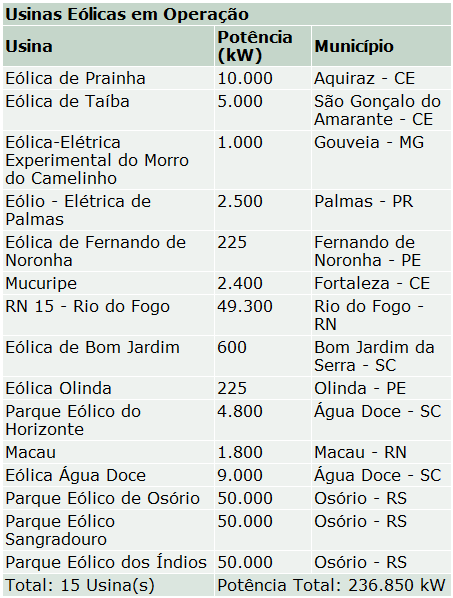 Usinas Eólicas em Operação
Usina Potência (kW) Município
Eólica de Prainha 10.000 Aquiraz - CE
Eólica de Taíba 5.000 São Gonçalo do Amarante - CE
Eólica-Elétrica Experimental do Morro do Camelinho 1.000 Gouveia - MG
Eólio - Elétrica de Palmas 2.500 Palmas - PR
Eólica de Fernando de Noronha 225 Fernando de Noronha - PE
Mucuripe 2.400 Fortaleza - CE
RN 15 - Rio do Fogo 49.300 Rio do Fogo - RN
Eólica de Bom Jardim 600 Bom Jardim da Serra - SC
Eólica Olinda 225 Olinda - PE
Parque Eólico do Horizonte 4.800 Água Doce - SC
Macau 1.800 Macau - RN
Eólica Água Doce 9.000 Água Doce - SC
Parque Eólico de Osório 50.000 Osório - RS
Parque Eólico Sangradouro 50.000 Osório - RS
Parque Eólico dos Índios 50.000 Osório - RS
Total: 15 Usina(s) Potência Total: 236.850 kW